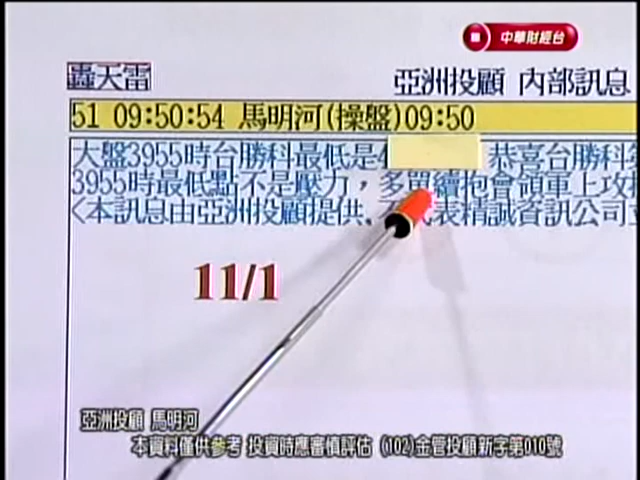 中華財經台
轟天雷
亞洲投顧 內部訊息
51 09:50:54 馬明河(操盤)09:50
大盤3955時台勝科最低是4 恭喜台勝科
3955時最低點不是壓力，多單續抱會領軍上攻
<本訊息由亞洲投顧提供、不代表精誠資訊公司
11/1
亞洲投顧 馬明河
本資料僅供參考 投資時應審慎評估 (102)金管投顧新字第010號